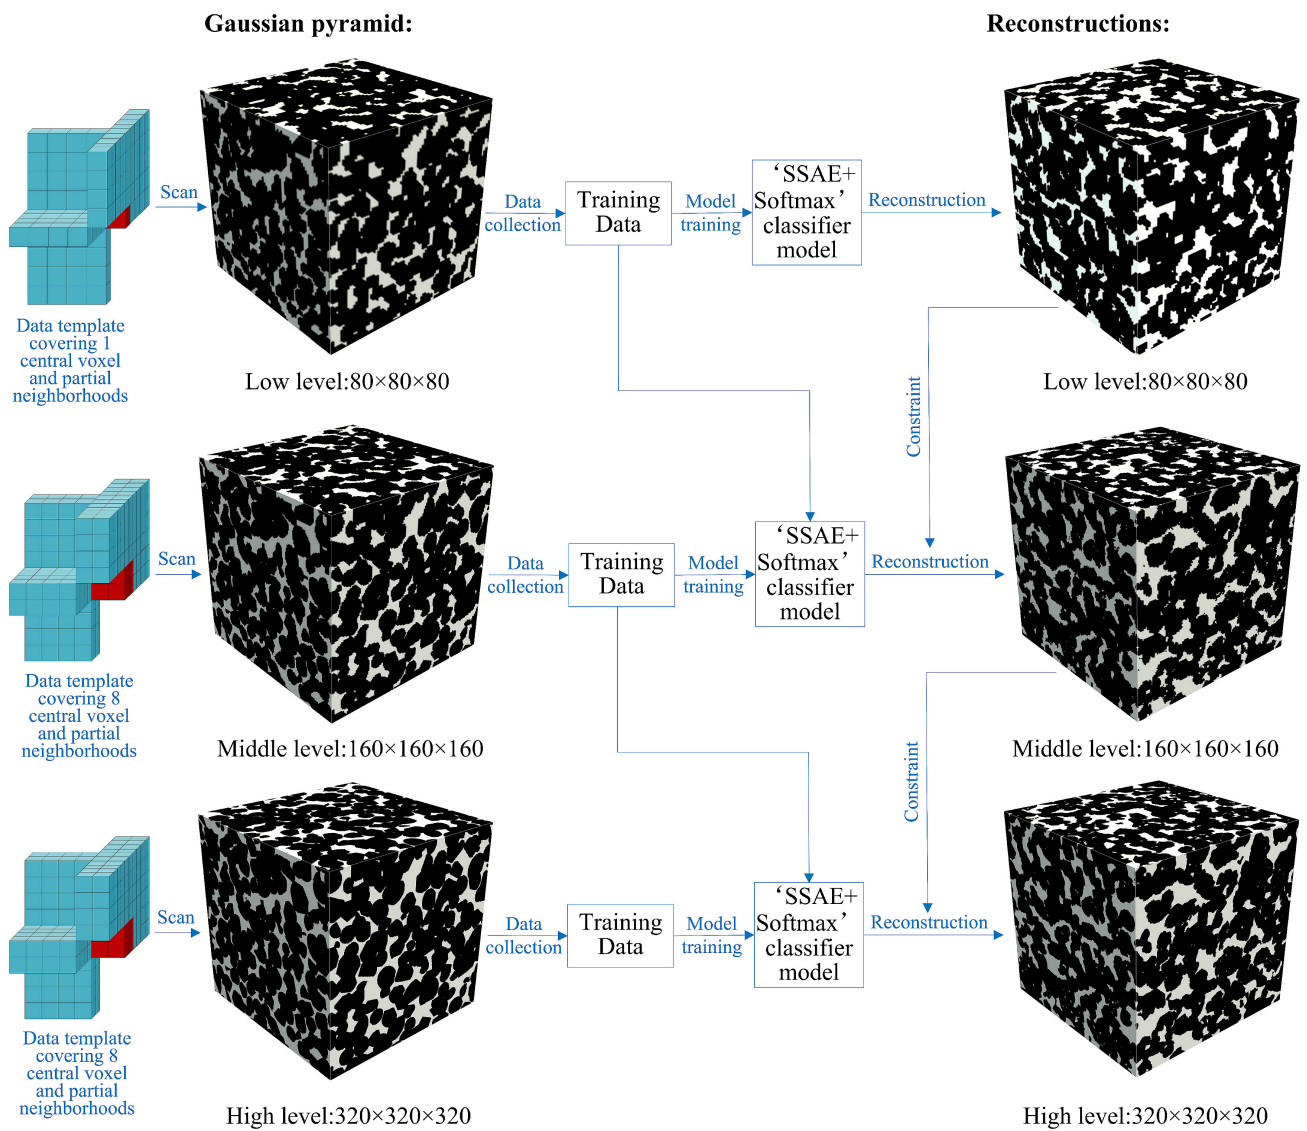 Gaussian pyramid:
Reconstructions:
Scan
Data
collection
Training
Data
Model
training
‘SSAE+
Softmax’
classifier
model
Reconstruction
Data template
covering 1
central voxel
and partial
neighborhoods
Low level:80×80×80
Low level:80×80×80
Constraint
Scan
Data
collection
Training
Data
Model
training
‘SSAE+
Softmax’
classifier
model
Reconstruction
Data template
covering 8
central voxel
and partial
neighborhoods
Middle level:160×160×160
Middle level:160×160×160
Constraint
Scan
Data
collection
Training
Data
Model
training
‘SSAE+
Softmax’
classifier
model
Reconstruction
Data template
covering 8
central voxel
and partial
neighborhoods
High level:320×320×320
High level:320×320×320